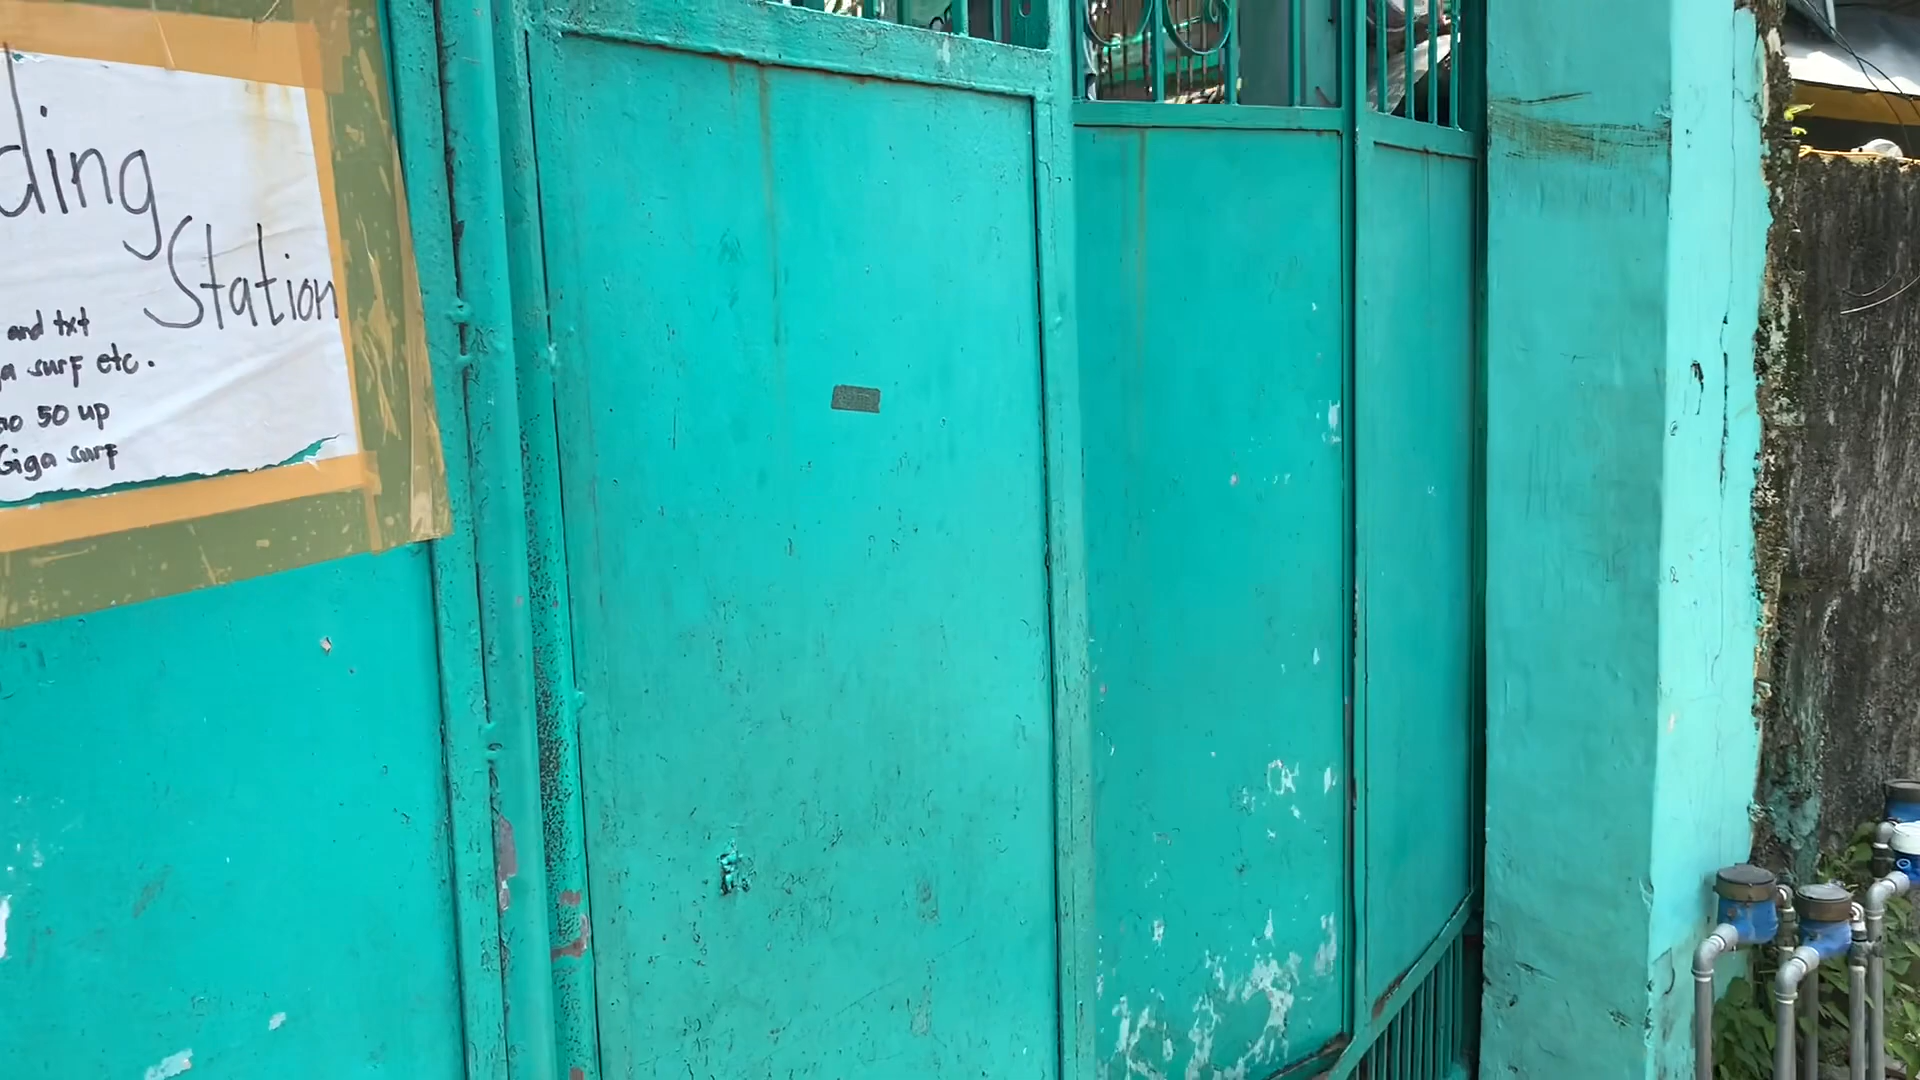 ding
Station
and txt
surf etc.
50 up
Giga surf